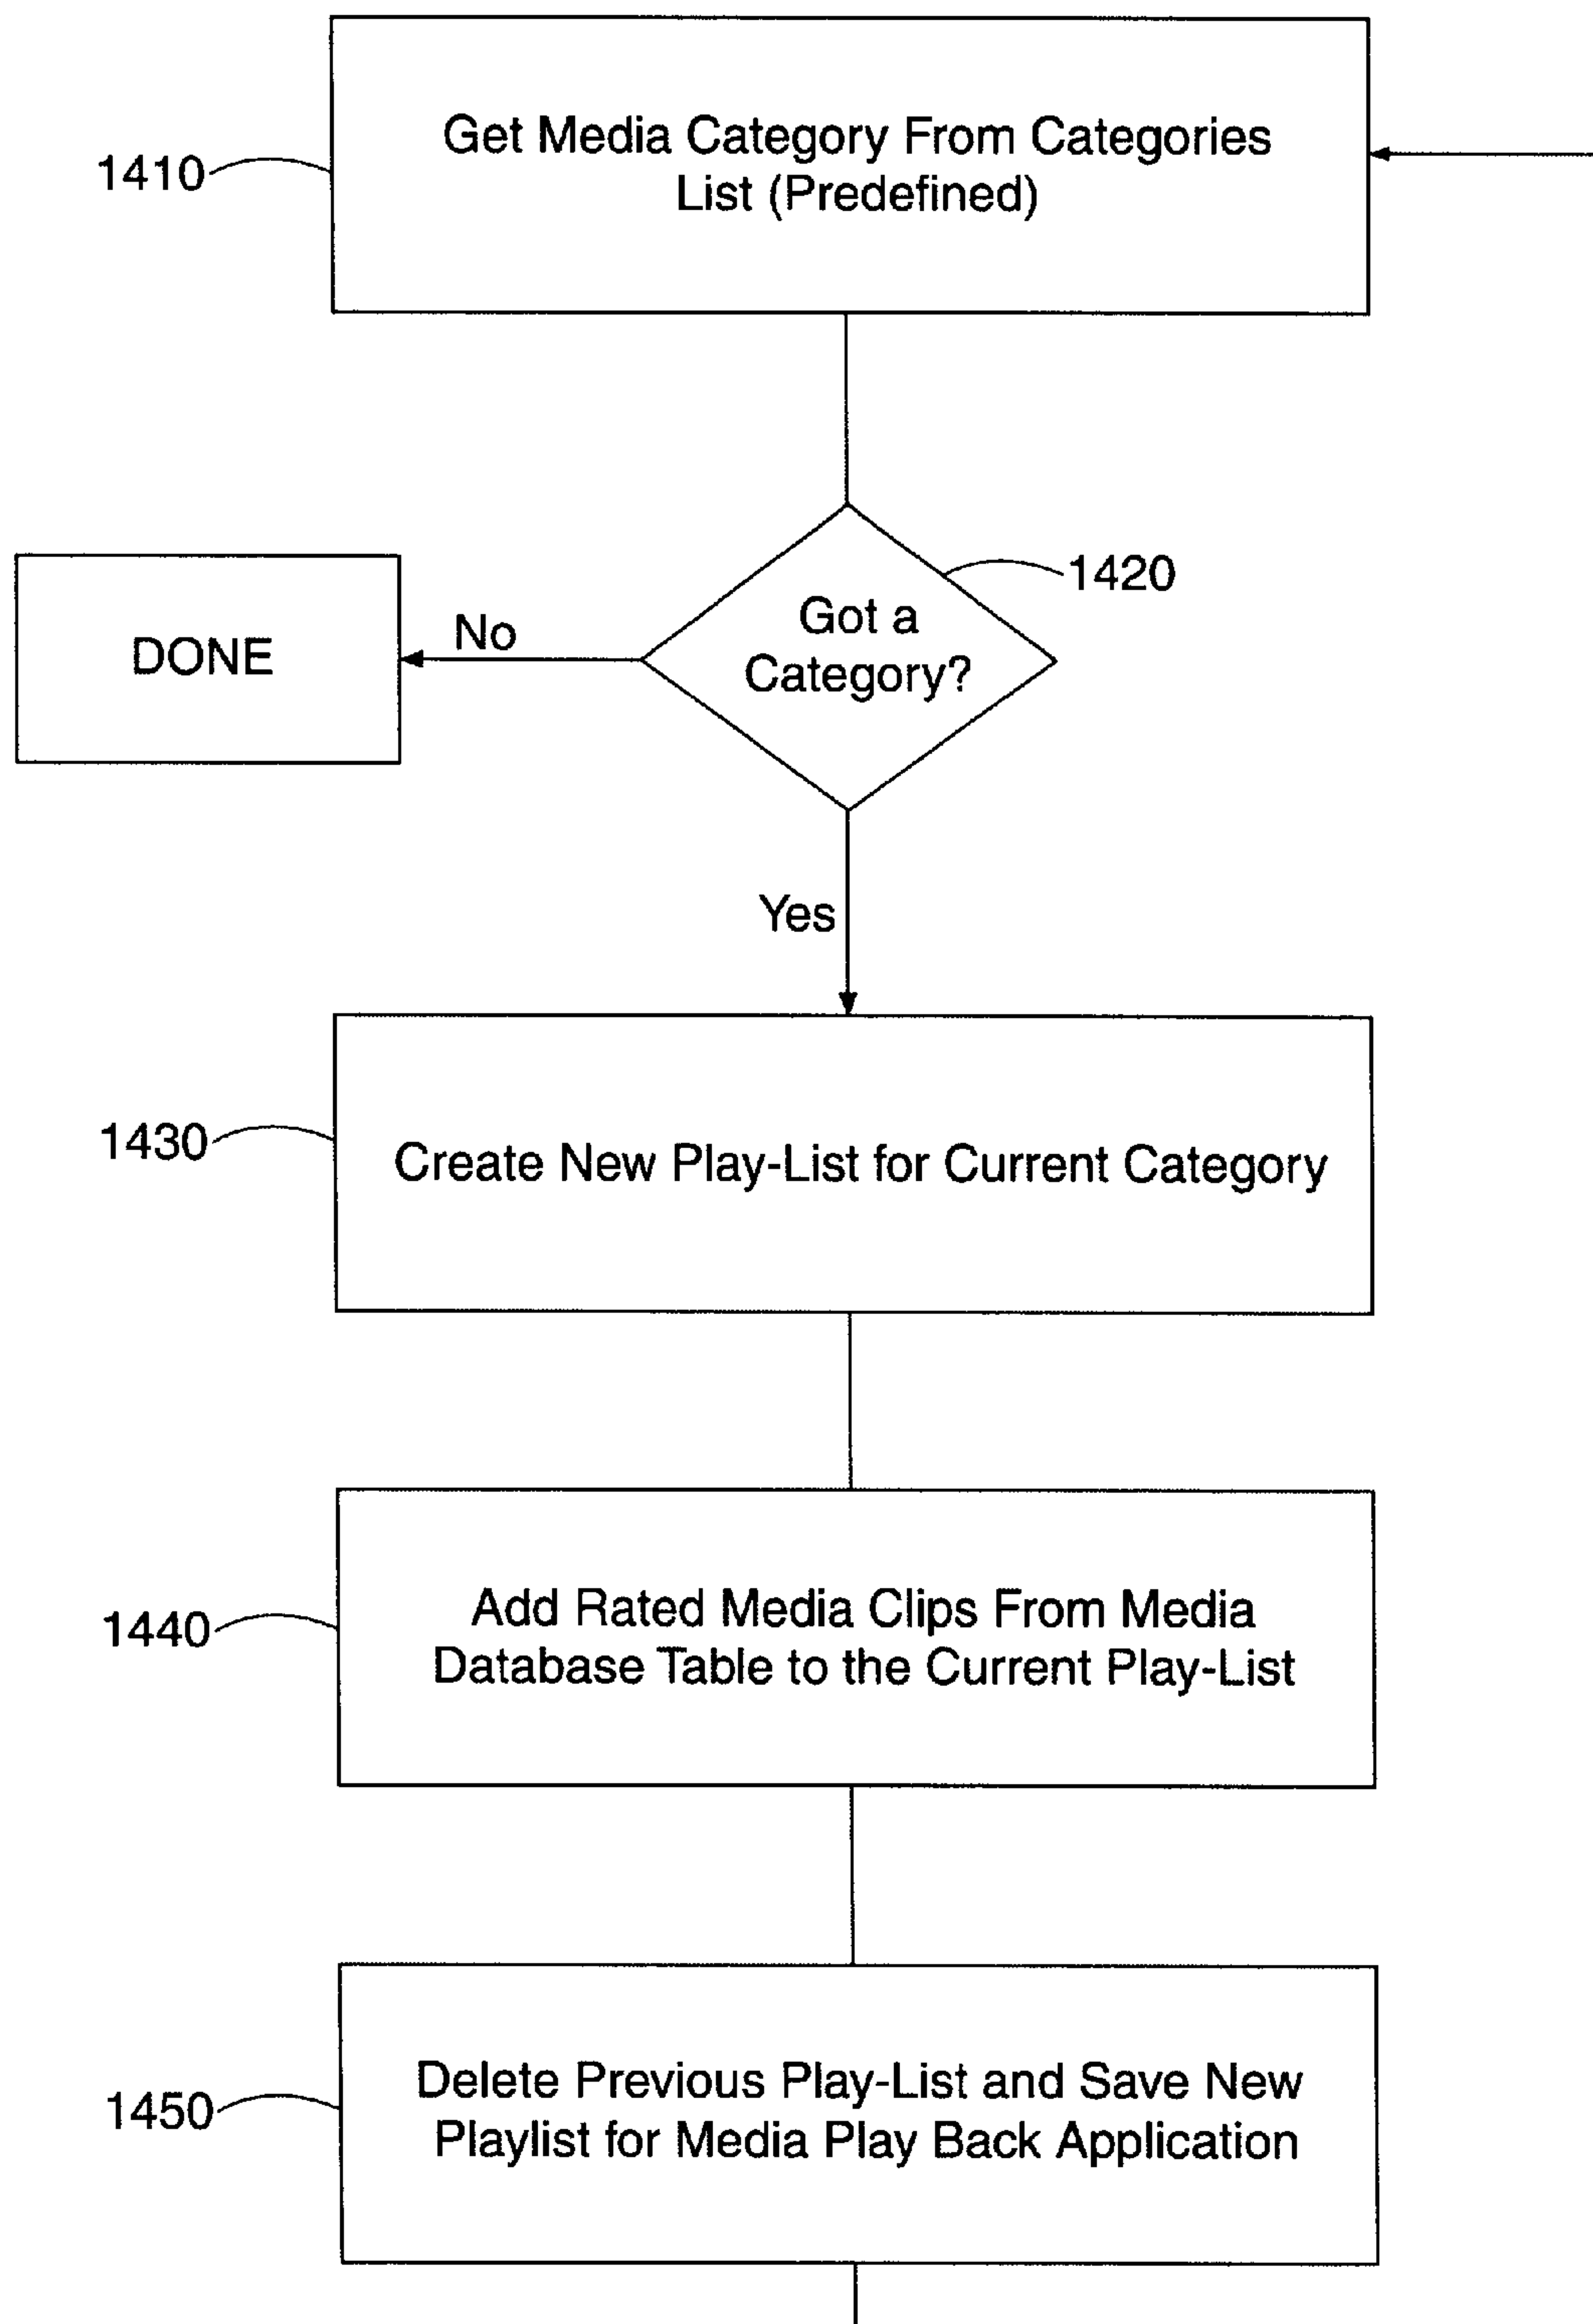 Get Media Category From Categories
List (Predefined)
1410
1420
Got a
Category?
No
DONE
Yes
1430
Create New Play-List for Current Category
1440
Add Rated Media Clips From Media
Database Table to the Current Play-List
1450
Delete Previous Play-List and Save New
Playlist for Media Play Back Application